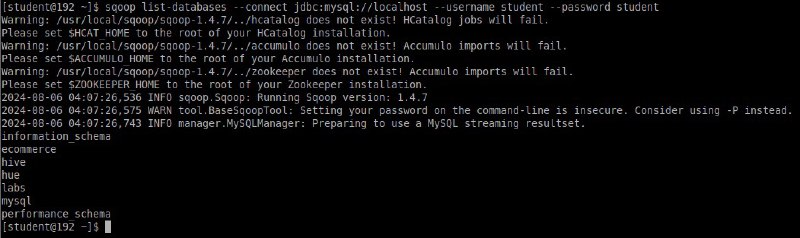 [student@192 ~]$ sqoop list-databases --connect jdbc:mysql://localhost --username student --password student
Warning: /usr/local/sqoop/sqoop-1.4.7/../hcatalog does not exist! HCatalog jobs will fail.
Please set $HCAT_HOME to the root of your HCatalog installation.
Warning: /usr/local/sqoop/sqoop-1.4.7/../accumulo does not exist! Accumulo imports will fail.
Please set $ACCUMULO_HOME to the root of your Accumulo installation.
Warning: /usr/local/sqoop/sqoop-1.4.7/../zookeeper does not exist! Accumulo imports will fail.
Please set $ZOOKEEPER_HOME to the root of your Zookeeper installation.
2024-08-06 04:07:26,536 INFO sqoop.Sqoop: Running Sqoop version: 1.4.7
2024-08-06 04:07:26,575 WARN tool.BaseSqoopTool: Setting your password on the command-line is insecure. Consider using -P instead.
2024-08-06 04:07:26,743 INFO manager.MySQLManager: Preparing to use a MySQL streaming resultset.
information_schema
ecommerce
hive
hue
labs
mysql
performance_schema
[student@192 ~]$